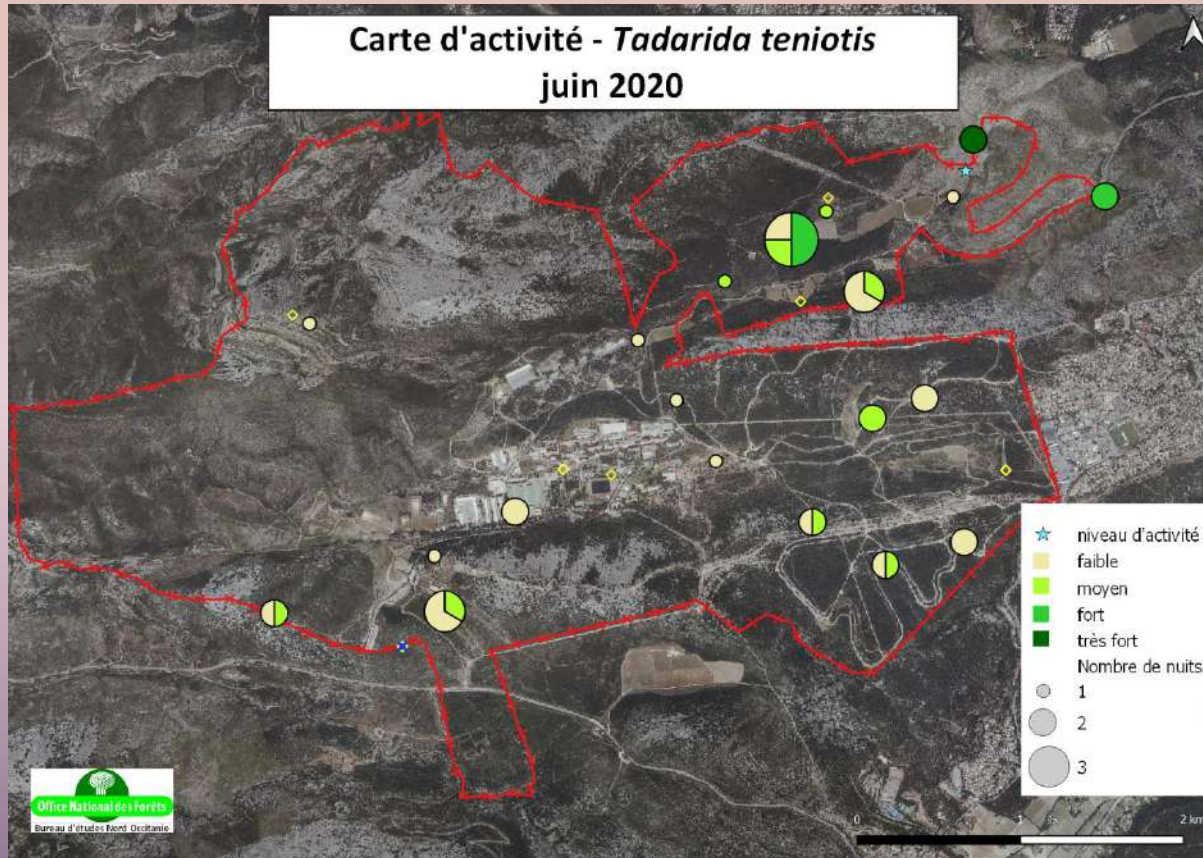 Carte d'activité - Tadarida teniotis
juin 2020
niveau d'activité
faible
moyen
fort
très fort
Nombre de nuits
1
2
3
0 1 2 km
Office National des Forêts
Bureau d'études Nord Occitanie